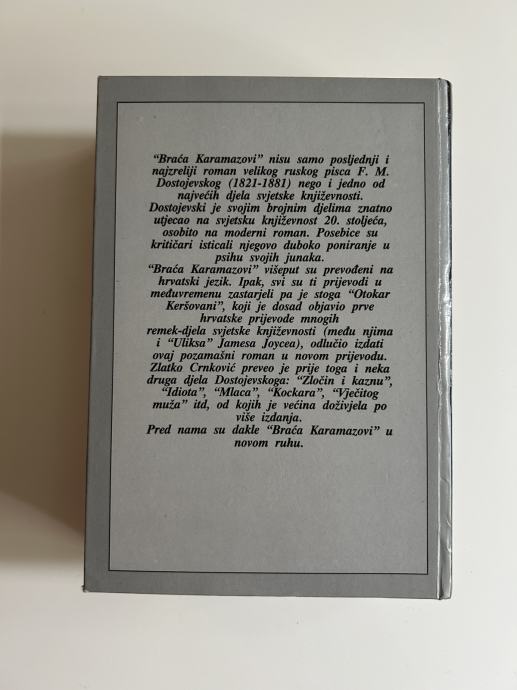 “Braća Karamazovi” nisu samo posljednji i
najzreliji roman velikog ruskog pisca F. M.
Dostojevskog (1821-1881) nego i jedno od
najvećih djela svjetske književnosti.
Dostojevski je svojim brojnim djelima znatno
utjecao na svjetsku književnost 20. stoljeća,
osobito na moderni roman. Posebice su
kritičari isticali njegovo duboko poniranje u
psihu svojih junaka.
“Braća Karamazovi” višeput su prevođeni na
hrvatski jezik. Ipak, svi su ti prijevodi u
međuvremenu zastarjeli pa je stoga “Otokar
Keršovani”, koji je dosad objavio prve
hrvatske prijevode mnogih
remek-djela svjetske književnosti (među njima
i “Uliksa” Jamesa Joycea), odlučio izdati
ovaj pozamašni roman u novom prijevodu.
Zlatko Crnković preveo je prije toga i neka
druga djela Dostojevskoga: “Zločin i kaznu”,
“Idiota”, “Mlaca”, “Kockara”, “Vječitog
muža” itd, od kojih je većina doživjela po
više izdanja.
Pred nama su dakle “Braća Karamazovi” u
novom ruhu.